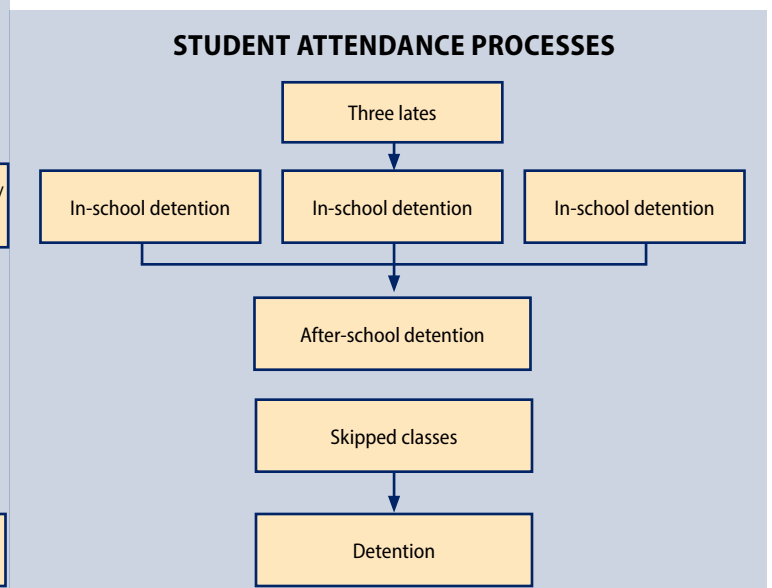 STUDENT ATTENDANCE PROCESSES
Three lates
/
In-school detention
In-school detention
In-school detention
After-school detention
Skipped classes
Detention